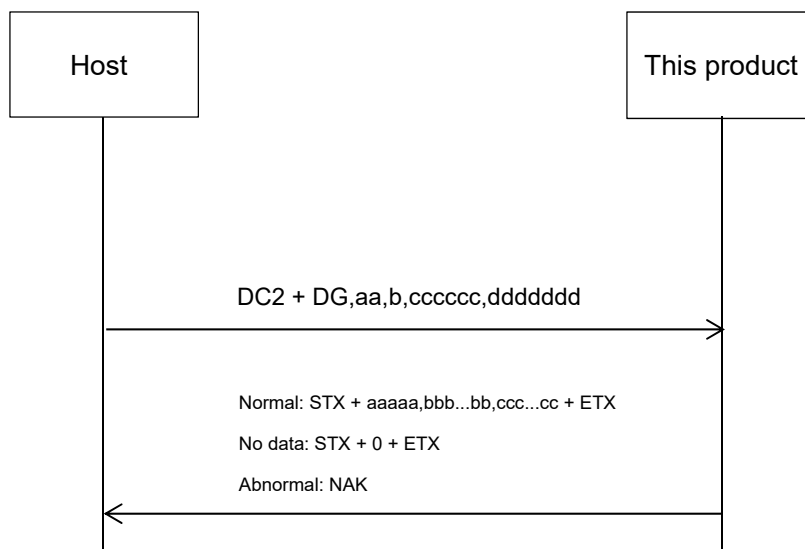 Host
This product
DC2 + DG,aa,b,cccccc,ddddddd
Normal: STX + aaaaa,bbb...bb,ccc...cc + ETX
No data: STX + 0 + ETX
Abnormal: NAK